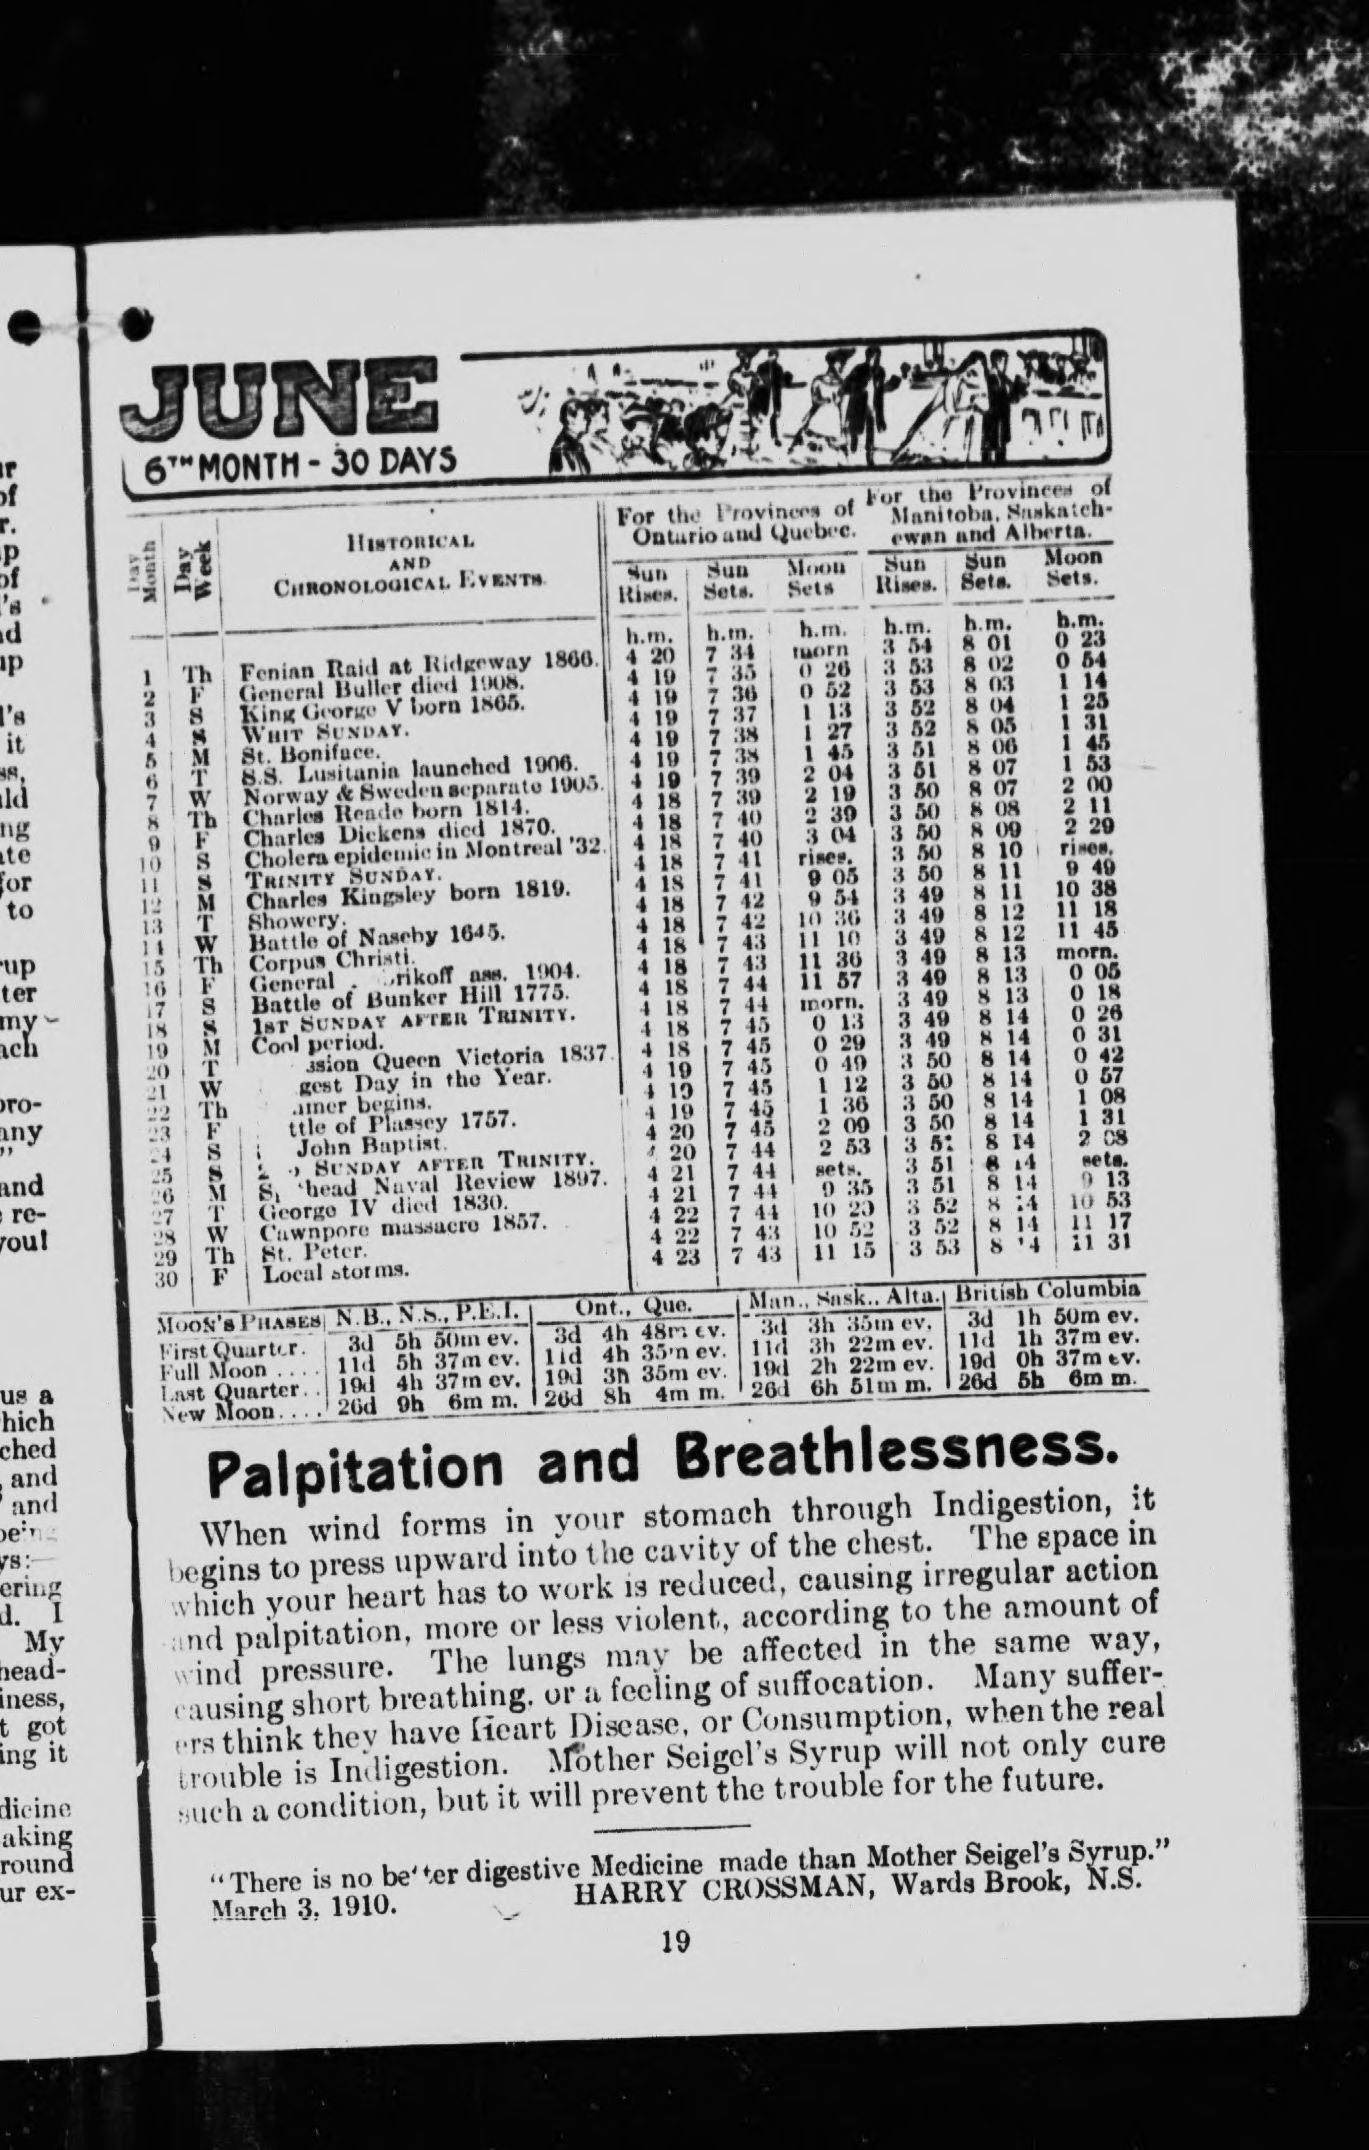 JUNE
6TH MONTH - 30 DAYS
Day Month
Day Week
HISTORICAL
AND
CHRONOLOGICAL EVENTS
For the Provinces of
Ontario and Quebec.
For the Provinces of
Manitoba, Saskatch-
ewan and Alberta.
Sun Rises. Sun Sets. Moon Sets Sun Rises. Sun Sets. Moon Sets.
h.m. h.m. h.m. h.m. h.m. h.m.
1 Th Fenian Raid at Ridgeway 1866. 4 20 7 34 morn 3 54 8 01 0 23
2 F General Buller died 1908. 4 19 7 35 0 26 3 53 8 02 0 54
3 S King George V born 1865. 4 19 7 36 0 52 3 53 8 03 1 14
4 S WHIT SUNDAY. 4 19 7 37 1 13 3 52 8 04 1 25
5 M St. Boniface. 4 19 7 38 1 27 3 52 8 05 1 31
6 T S.S. Lusitania launched 1906. 4 19 7 38 1 45 3 51 8 06 1 45
7 W Norway & Sweden separate 1905. 4 19 7 39 2 04 3 51 8 07 1 53
8 Th Charles Reade born 1814. 4 18 7 39 2 19 3 50 8 07 2 00
9 F Charles Dickens died 1870. 4 18 7 40 2 39 3 50 8 08 2 11
10 S Cholera epidemic in Montreal '32. 4 18 7 40 3 04 3 50 8 09 2 29
11 S TRINITY SUNDAY. 4 18 7 41 rises. 3 50 8 10 rises.
12 M Charles Kingsley born 1819. 4 18 7 41 9 05 3 50 8 11 9 49
13 T Showery. 4 18 7 42 9 54 3 49 8 11 10 38
14 W Battle of Naseby 1645. 4 18 7 42 10 36 3 49 8 12 11 18
15 Th Corpus Christi. 4 18 7 43 11 10 3 49 8 12 11 45
16 F General rikoff ass. 1904. 4 18 7 43 11 36 3 49 8 13 morn.
17 S Battle of Bunker Hill 1775. 4 18 7 44 11 57 3 49 8 13 0 05
18 S 1ST SUNDAY AFTER TRINITY. 4 18 7 44 morn. 3 49 8 13 0 18
19 M Cool period. 4 18 7 45 0 13 3 49 8 14 0 26
20 T ssion Queen Victoria 1837. 4 18 7 45 0 29 3 49 8 14 0 31
21 W gest Day in the Year. 4 19 7 45 0 49 3 50 8 14 0 42
22 Th mer begins. 4 19 7 45 1 12 3 50 8 14 0 57
23 F ttle of Plassey 1757. 4 19 7 45 1 36 3 50 8 14 1 08
24 S John Baptist. 4 20 7 45 2 09 3 50 8 14 1 31
25 S SUNDAY AFTER TRINITY. 4 20 7 44 2 53 3 5 8 14 2 08
26 M S head Naval Review 1897. 4 21 7 44 sets. 3 51 8 14 sets.
27 T George IV died 1830. 4 21 7 44 9 35 3 51 8 14 9 13
28 W Cawnpore massacre 1857. 4 22 7 44 10 20 3 52 8 14 10 53
29 Th St. Peter. 4 22 7 43 10 52 3 52 8 14 11 17
30 F Local storms. 4 23 7 43 11 15 3 53 8 14 11 31
MOON'S PHASES N.B., N.S., P.E.I. Ont., Que. Man., Sask., Alta. British Columbia
First Quarter. 3d 5h 50m ev. 3d 4h 48m ev. 3d 3h 35m ev. 3d 1h 50m ev.
Full Moon .... 11d 5h 37m ev. 11d 4h 35m ev. 11d 3h 22m ev. 11d 1h 37m ev.
Last Quarter.. 19d 4h 37m ev. 19d 3h 35m ev. 19d 2h 22m ev. 19d 0h 37m ev.
New Moon.... 26d 9h 6m m. 26d 8h 4m m. 26d 6h 51m m. 26d 5h 6m m.
Palpitation and Breathlessness.
When wind forms in your stomach through Indigestion, it
begins to press upward into the cavity of the chest. The space in
which your heart has to work is reduced, causing irregular action
and palpitation, more or less violent, according to the amount of
wind pressure. The lungs may be affected in the same way,
causing short breathing, or a feeling of suffocation. Many suffer-
ers think they have Heart Disease, or Consumption, when the real
trouble is Indigestion. Mother Seigel's Syrup will not only cure
such a condition, but it will prevent the trouble for the future.
"There is no better digestive Medicine made than Mother Seigel's Syrup."
March 3, 1910. HARRY CROSSMAN, Wards Brook, N.S.
19